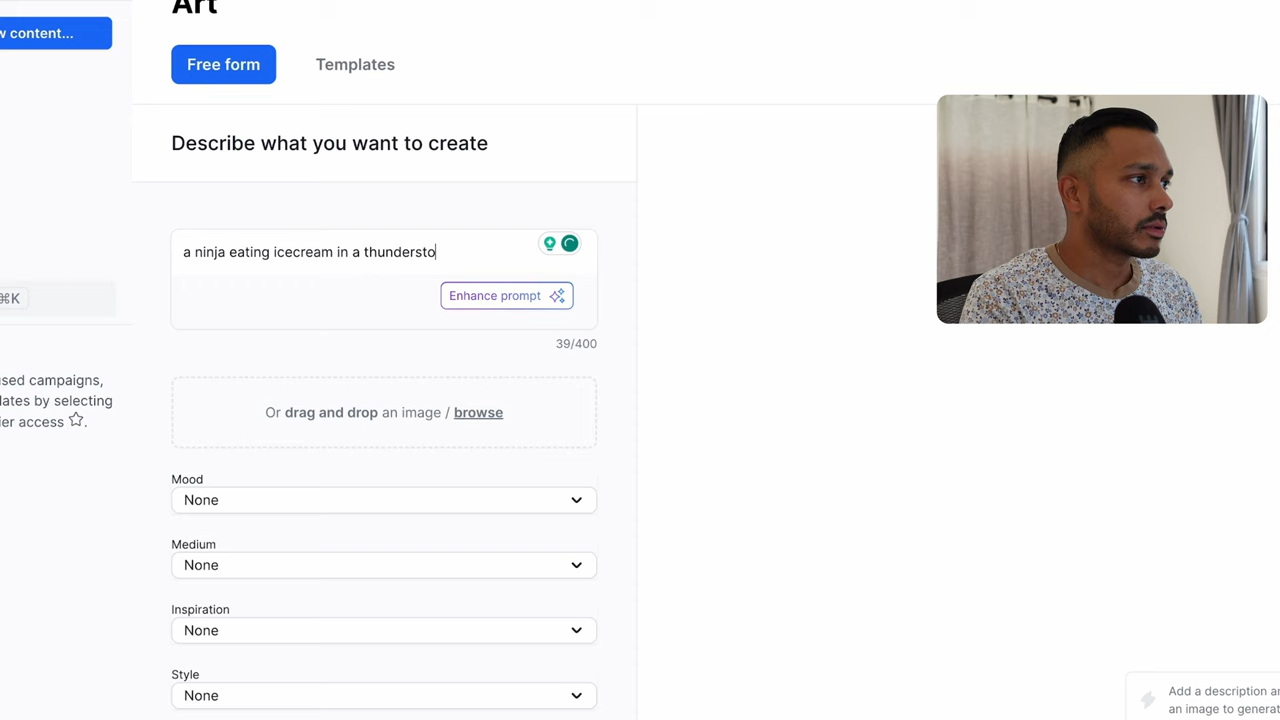 Art
w content...
Free form
Templates
Describe what you want to create
a ninja eating icecream in a thundersto
Enhance prompt
39/400
⌘K
Or drag and drop an image / browse
used campaigns,
lates by selecting
ier access ☆.
Mood
None
Medium
None
Inspiration
None
Style
None
Add a description an
an image to generat